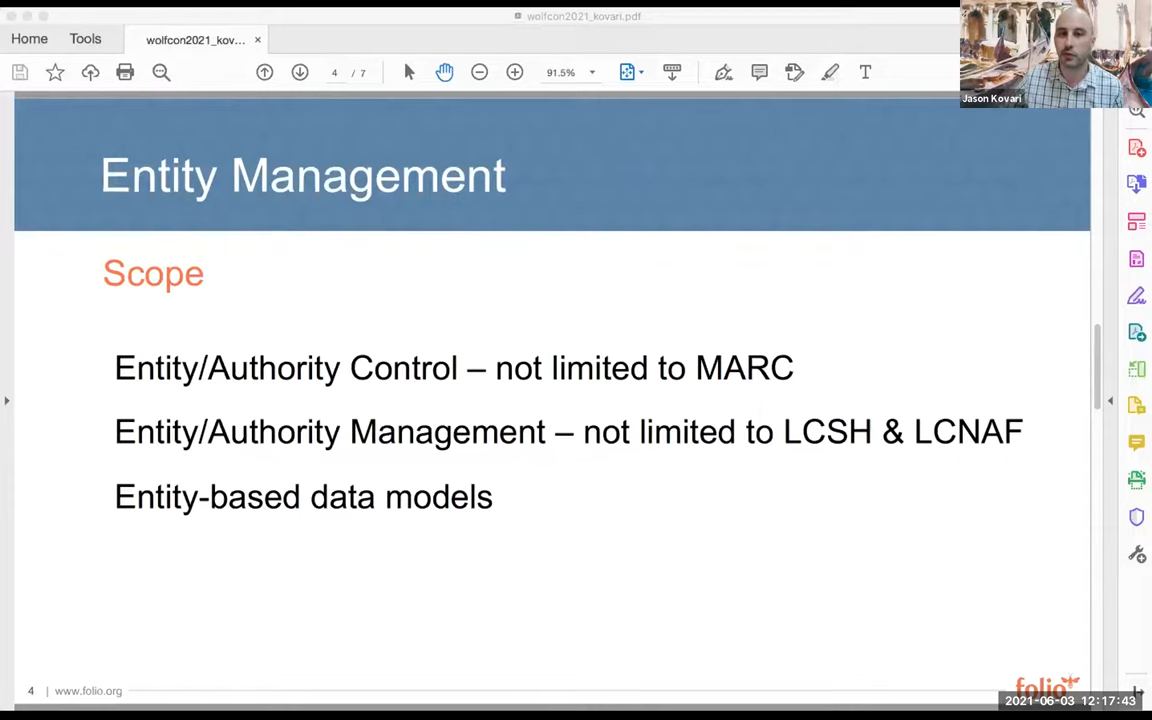 wolfcon2021_kovari.pdf
Home
Tools
wolfcon2021_kov...
4 / 7
91.5%
Jason Kovari
Entity Management
Scope
Entity/Authority Control – not limited to MARC
Entity/Authority Management – not limited to LCSH & LCNAF
Entity-based data models
4 | www.folio.org
folio
2021-06-03 12:17:43